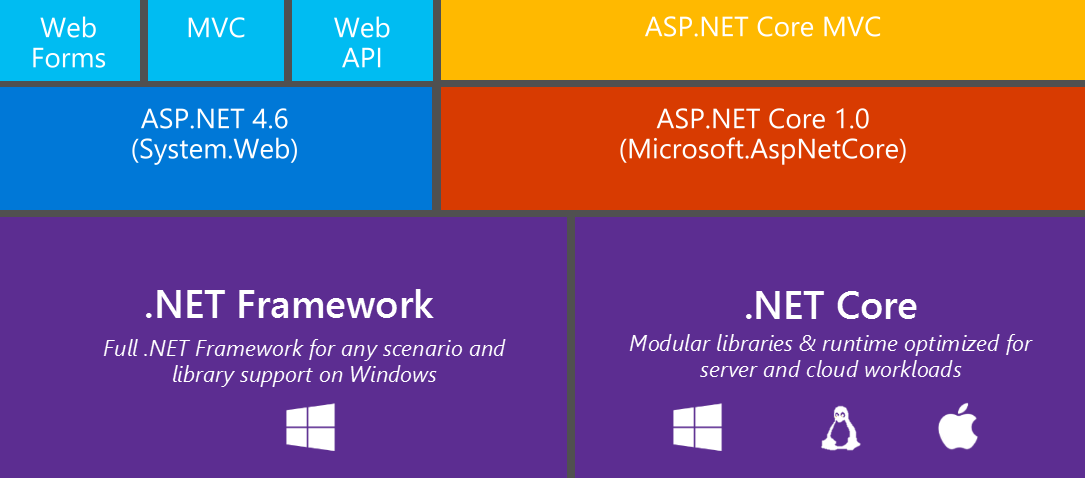 Web
Forms
MVC
Web
API
ASP.NET Core MVC
ASP.NET 4.6
(System.Web)
ASP.NET Core 1.0
(Microsoft.AspNetCore)
.NET Framework
Full .NET Framework for any scenario and
library support on Windows
.NET Core
Modular libraries & runtime optimized for
server and cloud workloads